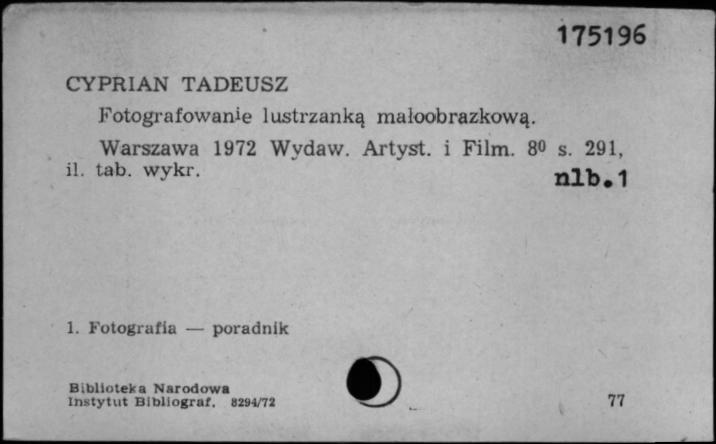 175196
CYPRIAN TADEUSZ
Fotografowanie lustrzanką małoobrazkową.
Warszawa 1972 Wydaw. Artyst. i Film. 8⁰ s. 291,
il. tab. wykr.
nlb.1
1. Fotografia — poradnik
Biblioteka Narodowa
Instytut Bibliograf. 8294/72
77